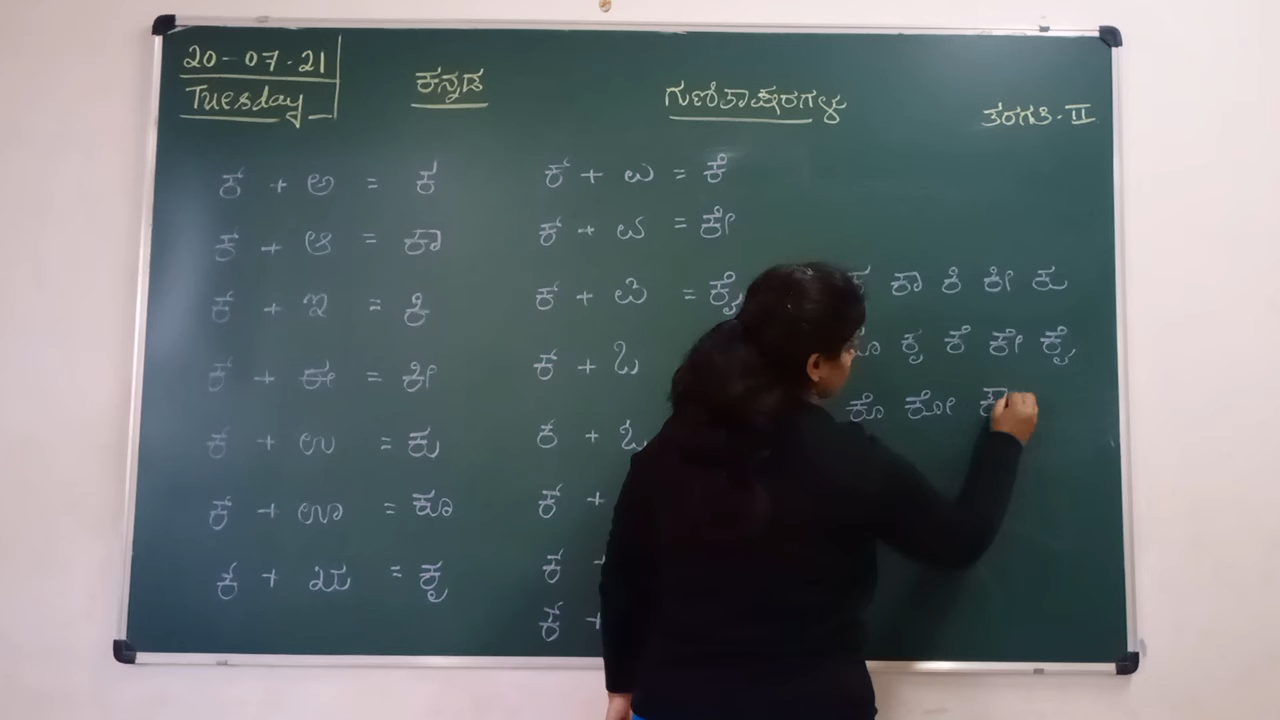 20-07-21
Tuesday
ಕನ್ನಡ
ಗುಣಿತಾಕ್ಷರಗಳು
ತರಗತಿ - II
ಕ್ + ಅ = ಕ
ಕ್ + ಆ = ಕಾ
ಕ್ + ಇ = ಕಿ
ಕ್ + ಈ = ಕೀ
ಕ್ + ಉ = ಕು
ಕ್ + ಊ = ಕೂ
ಕ್ + ಋ = ಕೃ
ಕ್ + ಎ = ಕೆ
ಕ್ + ಏ = ಕೇ
ಕ್ + ಐ = ಕೈ
ಕ್ + ಒ
ಕ್ + ಓ
ಕ್ +
ಕ್ +
ಕ್ +
ಕಾ ಕಿ ಕೀ ಕು
ಕೃ ಕೆ ಕೇ ಕೈ
ಕೊ ಕೋ ಕೌ